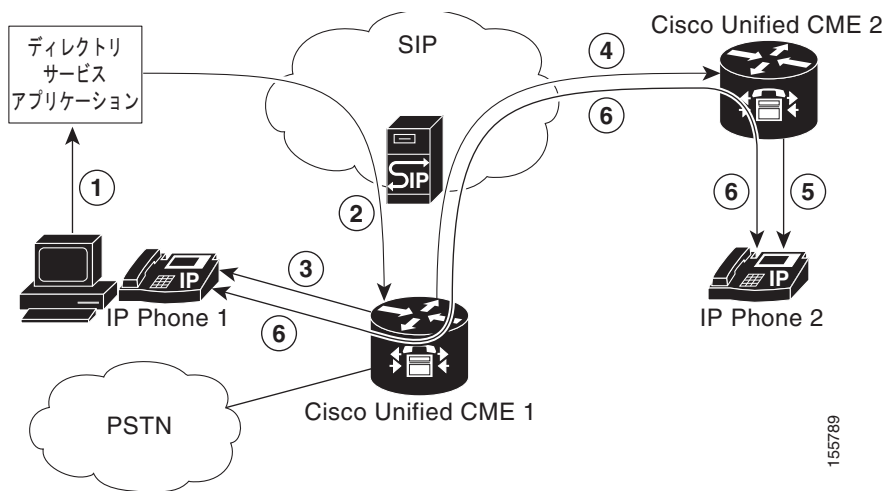 Cisco Unified CME 2
ディレクトリ
サービス
アプリケーション
SIP
4
6
SIP
1
2
6
5
3
IP
IP
IP Phone 1
6
IP Phone 2
PSTN
Cisco Unified CME 1
155789